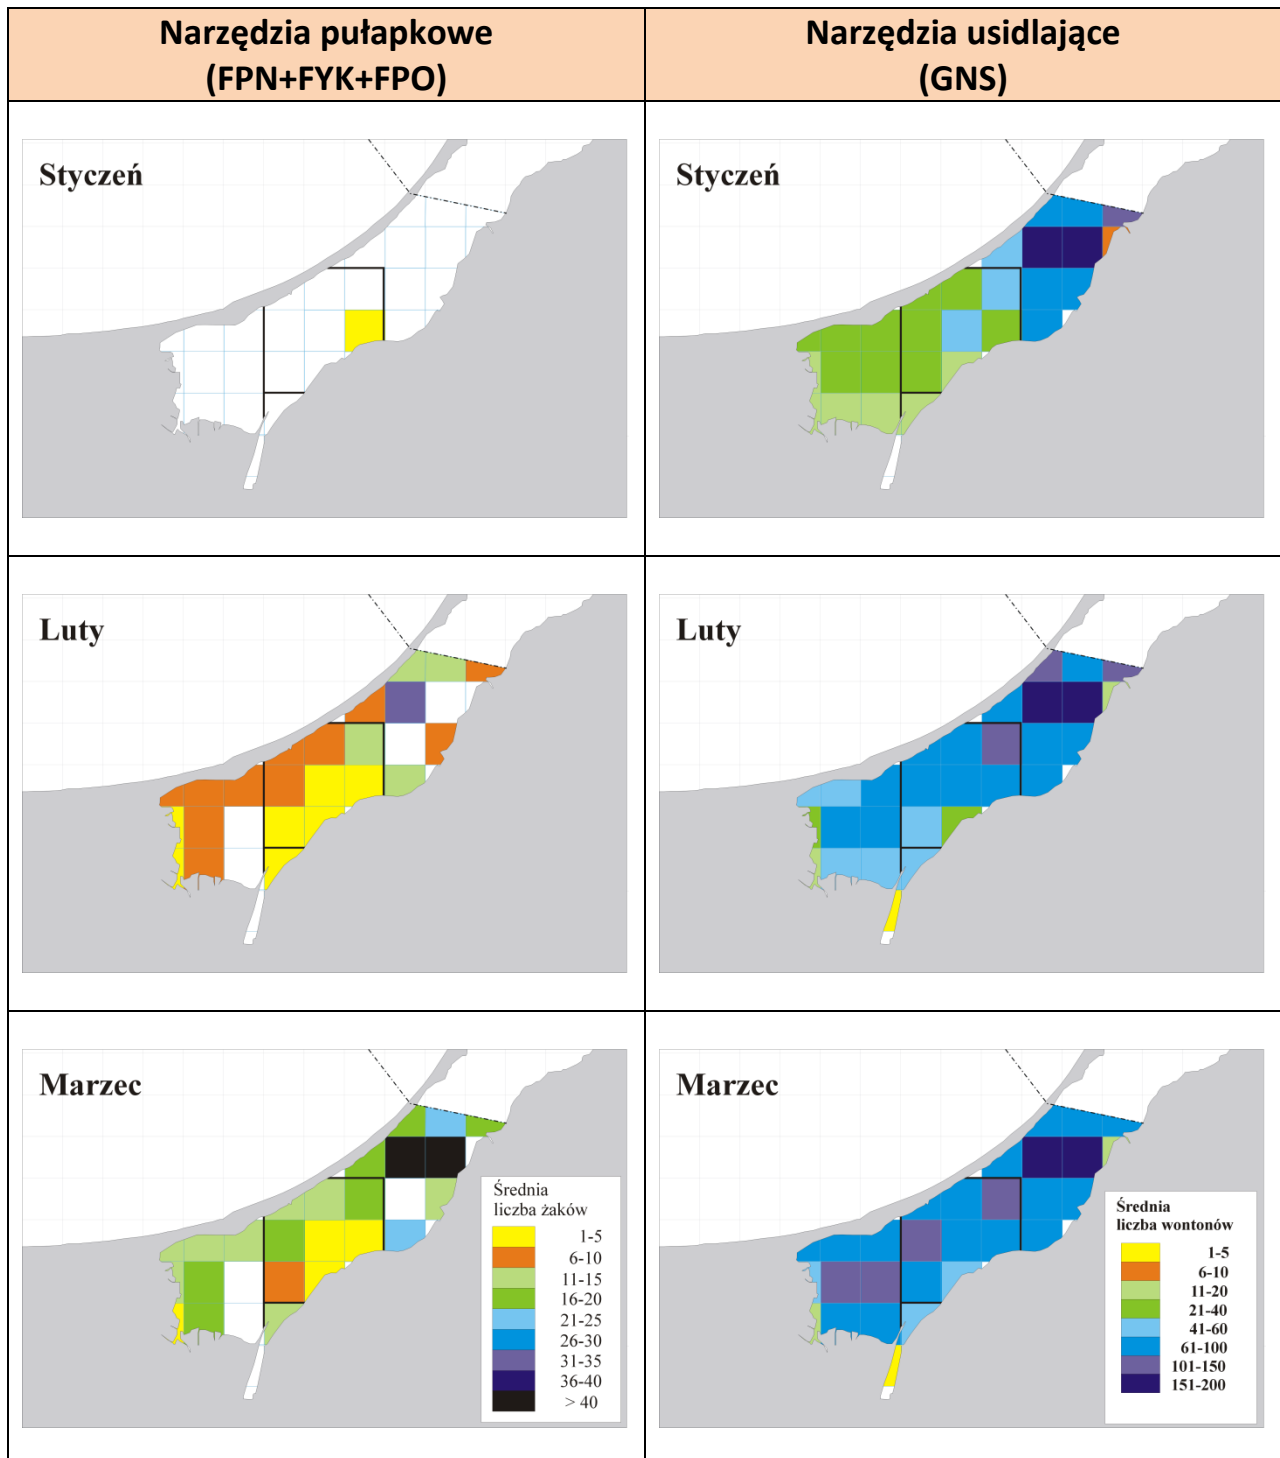 Narzędzia pułapkowe
(FPN+FYK+FPO)
Narzędzia usidlające
(GNS)
Styczeń
Styczeń
Luty
Luty
Marzec
Średnia
liczba żaków
1-5
6-10
11-15
16-20
21-25
26-30
31-35
36-40
> 40
Marzec
Średnia
liczba wontonów
1-5
6-10
11-20
21-40
41-60
61-100
101-150
151-200